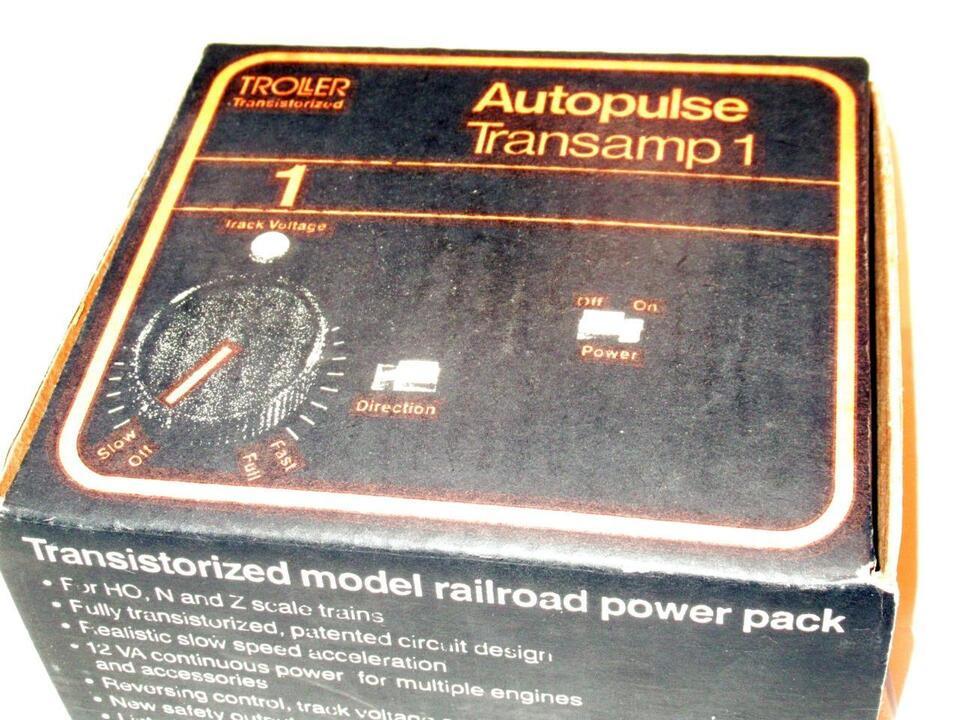 TROLLER
Transistorized
Autopulse
Transamp 1
1
Track Voltage
Off On
Power
Direction
Slow
Off
Fast
Full
Transistorized model railroad power pack
• For HO, N and Z scale trains
• Fully transistorized, patented circuit design
• Realistic slow speed acceleration
• 12 VA continuous power for multiple engines
and accessories
• Reversing control, track voltage
• New safety